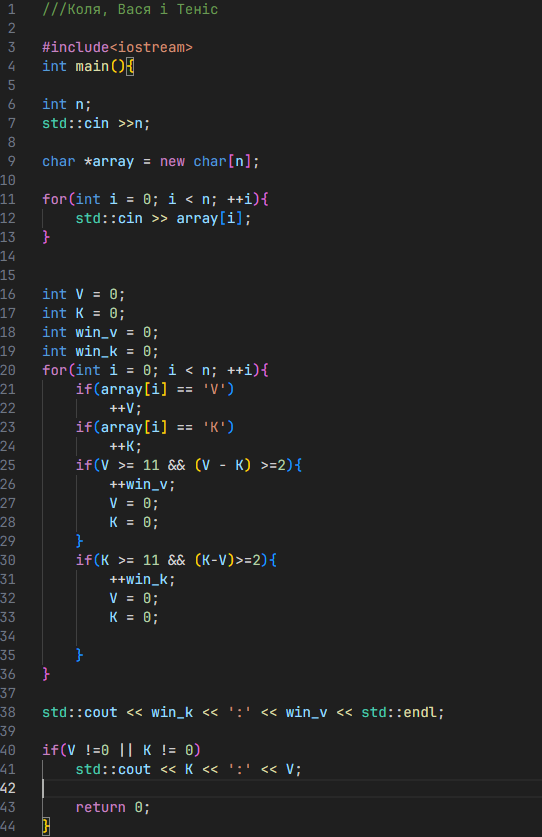 1 ///Коля, Вася і Теніс
2
3 #include<iostream>
4 int main(){
5
6 int n;
7 std::cin >>n;
8
9 char *array = new char[n];
10
11 for(int i = 0; i < n; ++i){
12     std::cin >> array[i];
13 }
14
15
16 int V = 0;
17 int K = 0;
18 int win_v = 0;
19 int win_k = 0;
20 for(int i = 0; i < n; ++i){
21     if(array[i] == 'V')
22         ++V;
23     if(array[i] == 'K')
24         ++K;
25     if(V >= 11 && (V - K) >=2){
26         ++win_v;
27         V = 0;
28         K = 0;
29     }
30     if(K >= 11 && (K-V)>=2){
31         ++win_k;
32         V = 0;
33         K = 0;
34
35     }
36 }
37
38 std::cout << win_k << ':' << win_v << std::endl;
39
40 if(V !=0 || K != 0)
41     std::cout << K << ':' << V;
42
43     return 0;
44 }